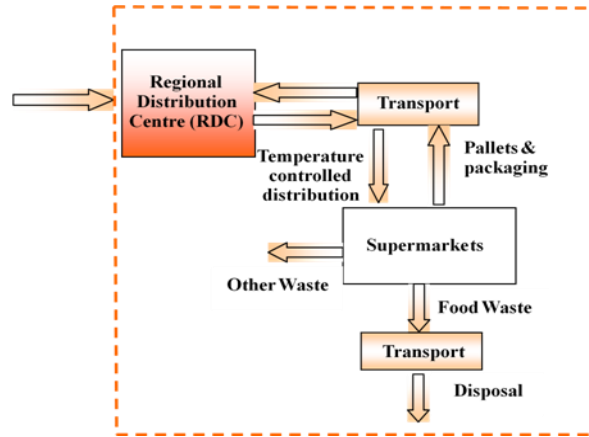 Regional
Distribution
Centre (RDC)
Transport
Temperature
controlled
distribution
Pallets &
packaging
Supermarkets
Other Waste
Food Waste
Transport
Disposal